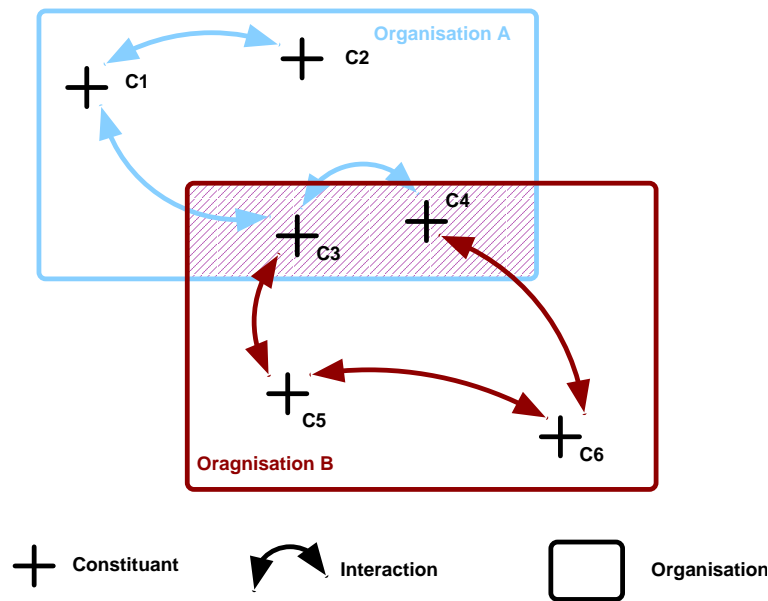 Organisation A
C2
C1
C4
C3
C5
C6
Oragnisation B
Constituant
Interaction
Organisation